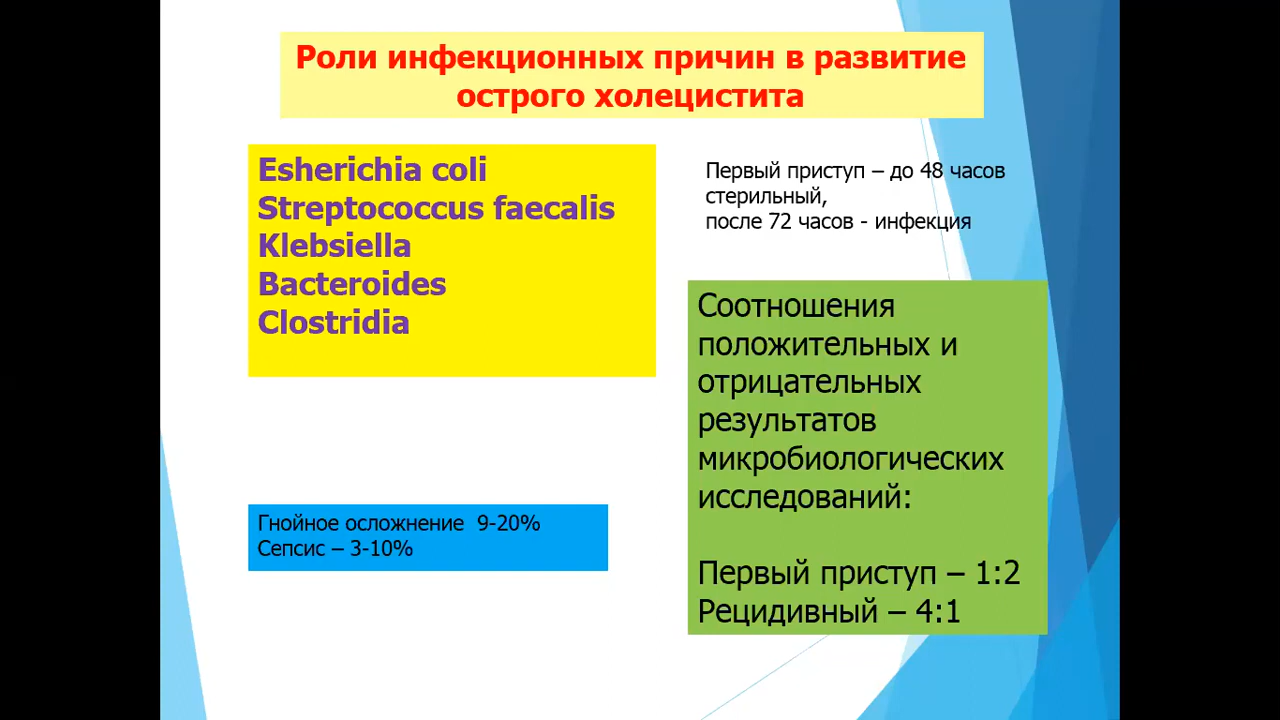 Роли инфекционных причин в развитие
острого холецистита
Esherichia coli
Streptococcus faecalis
Klebsiella
Bacteroides
Clostridia
Первый приступ – до 48 часов
стерильный,
после 72 часов - инфекция
Соотношения
положительных и
отрицательных
результатов
микробиологических
исследований:
Первый приступ – 1:2
Рецидивный – 4:1
Гнойное осложнение 9-20%
Сепсис – 3-10%